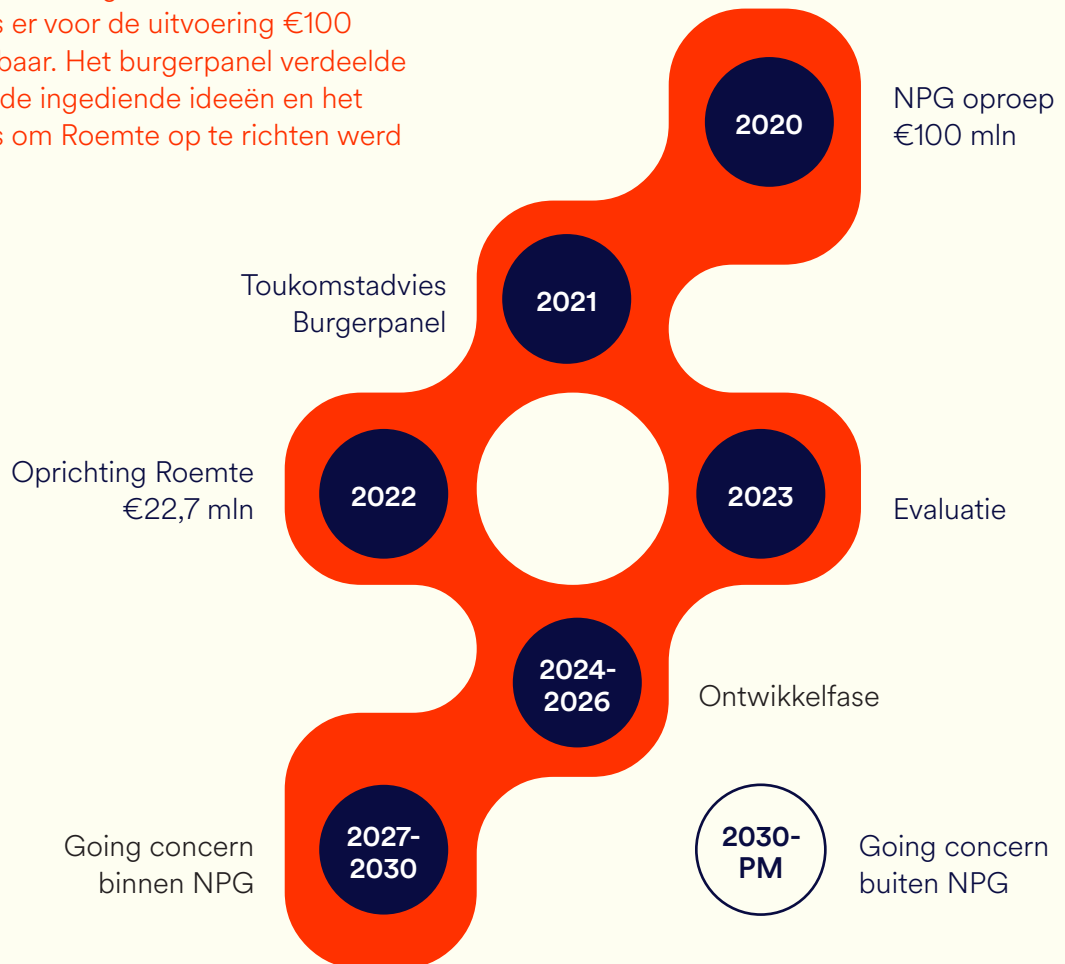 er voor de uitvoering €100
baar. Het burgerpanel verdeelde
de ingediende ideeën en het
om Roemte op te richten werd
2020
NPG oproep
€100 mln
Toukomstadvies
Burgerpanel
2021
Oprichting Roemte
€22,7 mln
2022
2023
Evaluatie
2024-
2026
Ontwikkelfase
Going concern
binnen NPG
2027-
2030
2030-
PM
Going concern
buiten NPG